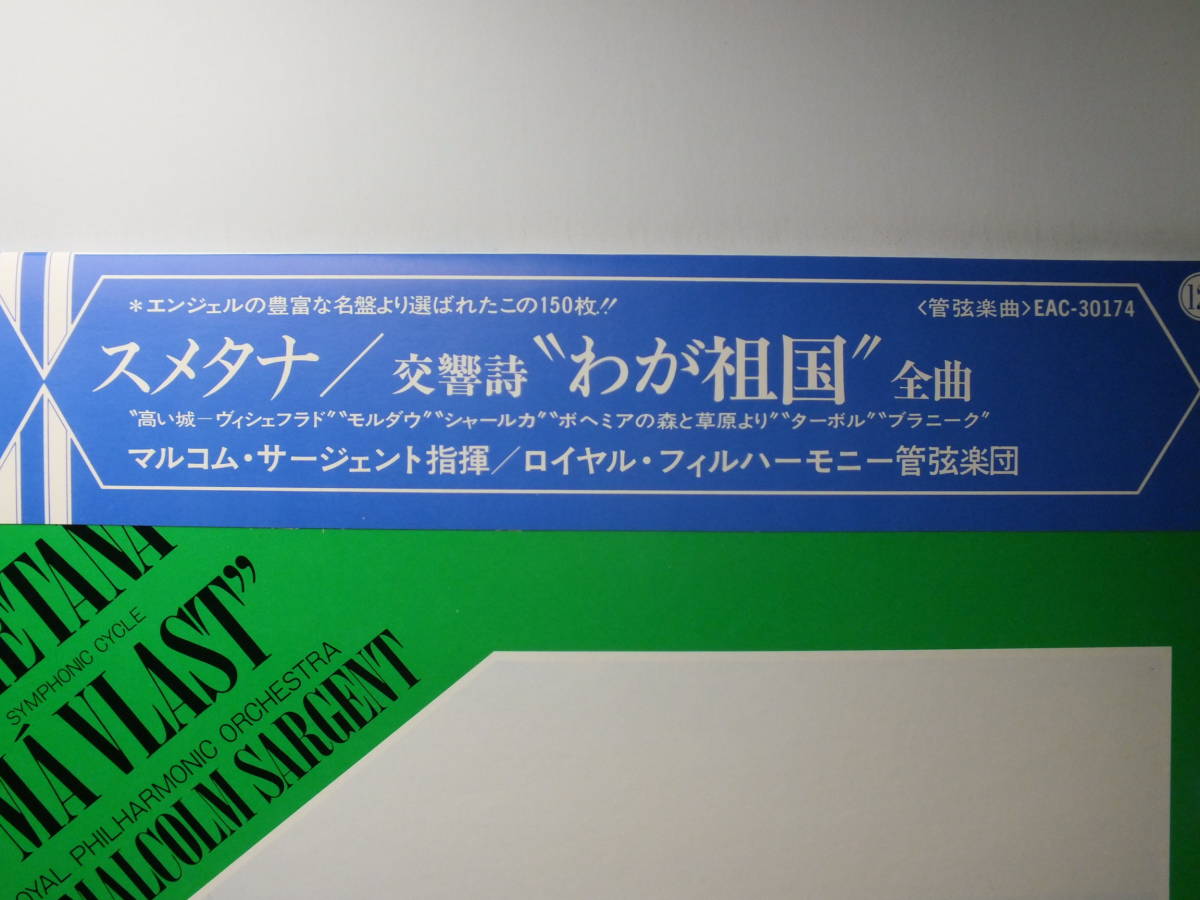 *エンジェルの豊富な名盤より選ばれたこの150枚!!
〈管弦楽曲〉EAC-30174
スメタナ/交響詩〝わが祖国〟全曲
〝高い城-ヴィシェフラド〟〝モルダウ〟〝シャールカ〟〝ボヘミアの森と草原より〟〝ターボル〟〝ブラニーク〟
マルコム・サージェント指揮/ロイヤル・フィルハーモニー管弦楽団
ETANA
SYMPHONIC CYCLE
MÁ VLAST”
OYAL PHILHARMONIC ORCHESTRA
MALCOLM SARGENT